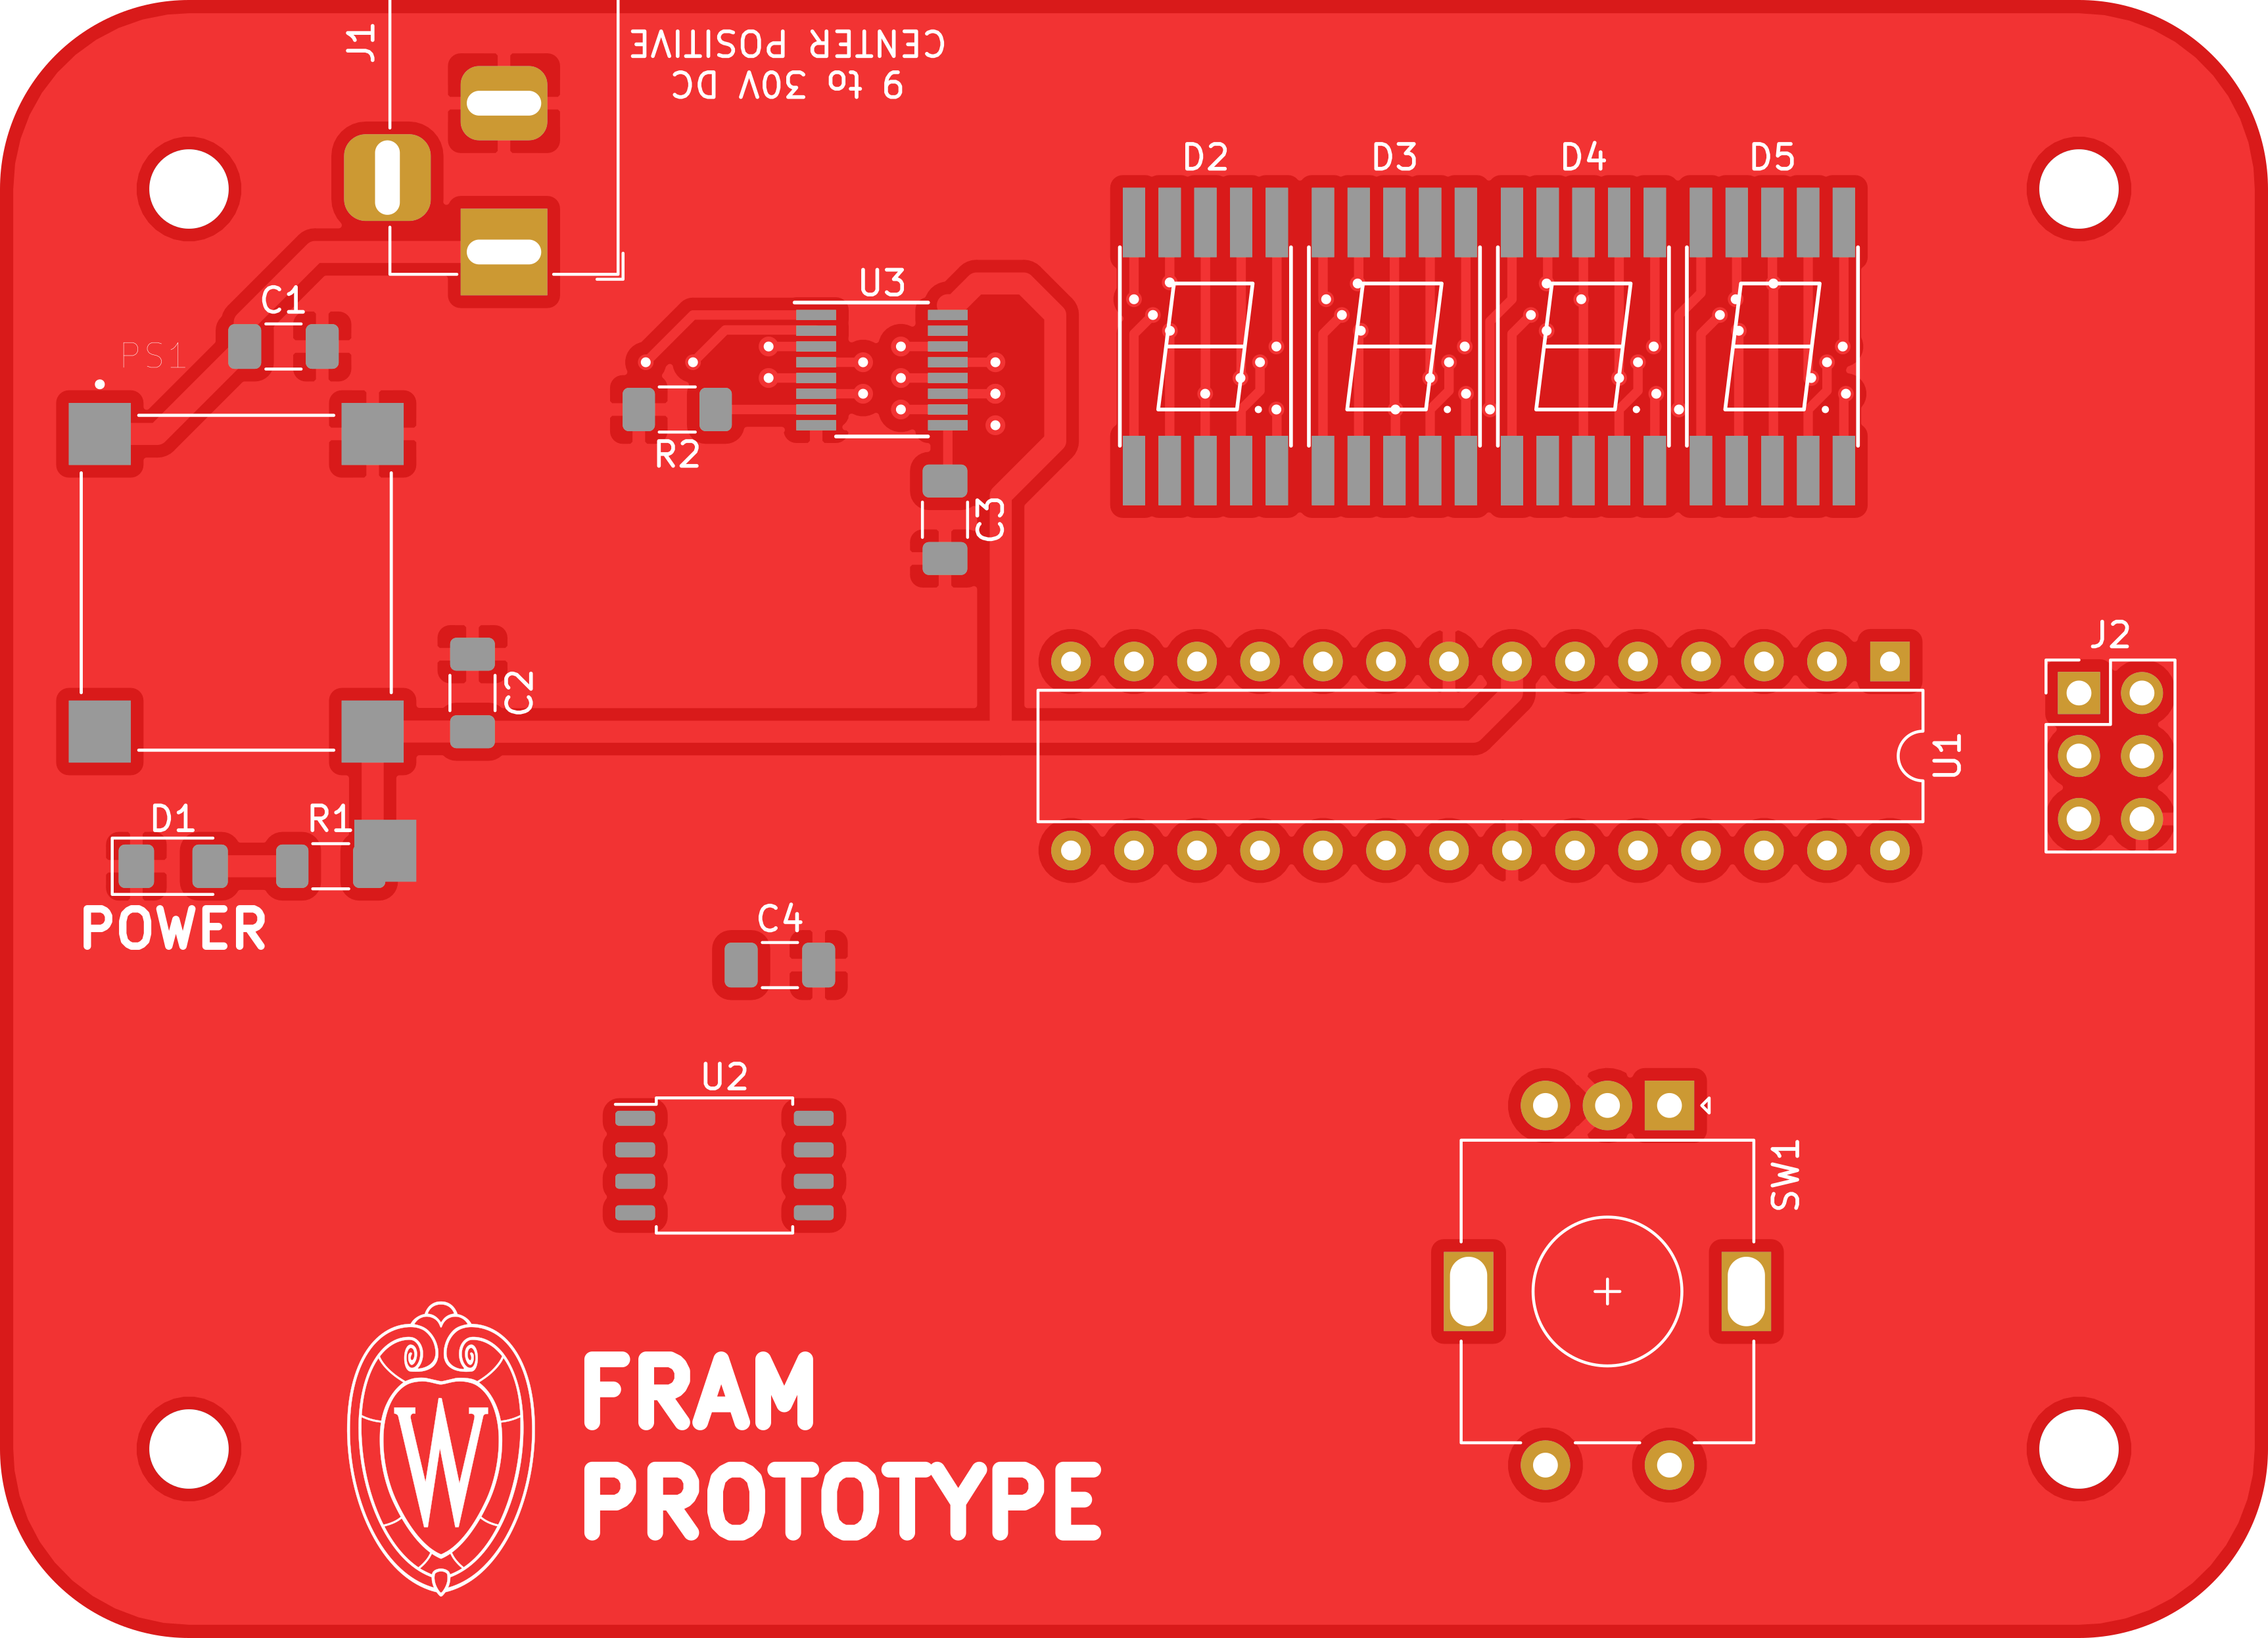 J1
CENTER POSITIVE
9 to 30V DC
D2 D3 D4 D5
C1
U3
PS1
R2
C3
J2
C2
U1
D1 R1
POWER
C4
U2
SW1
W
FRAM
PROTOTYPE